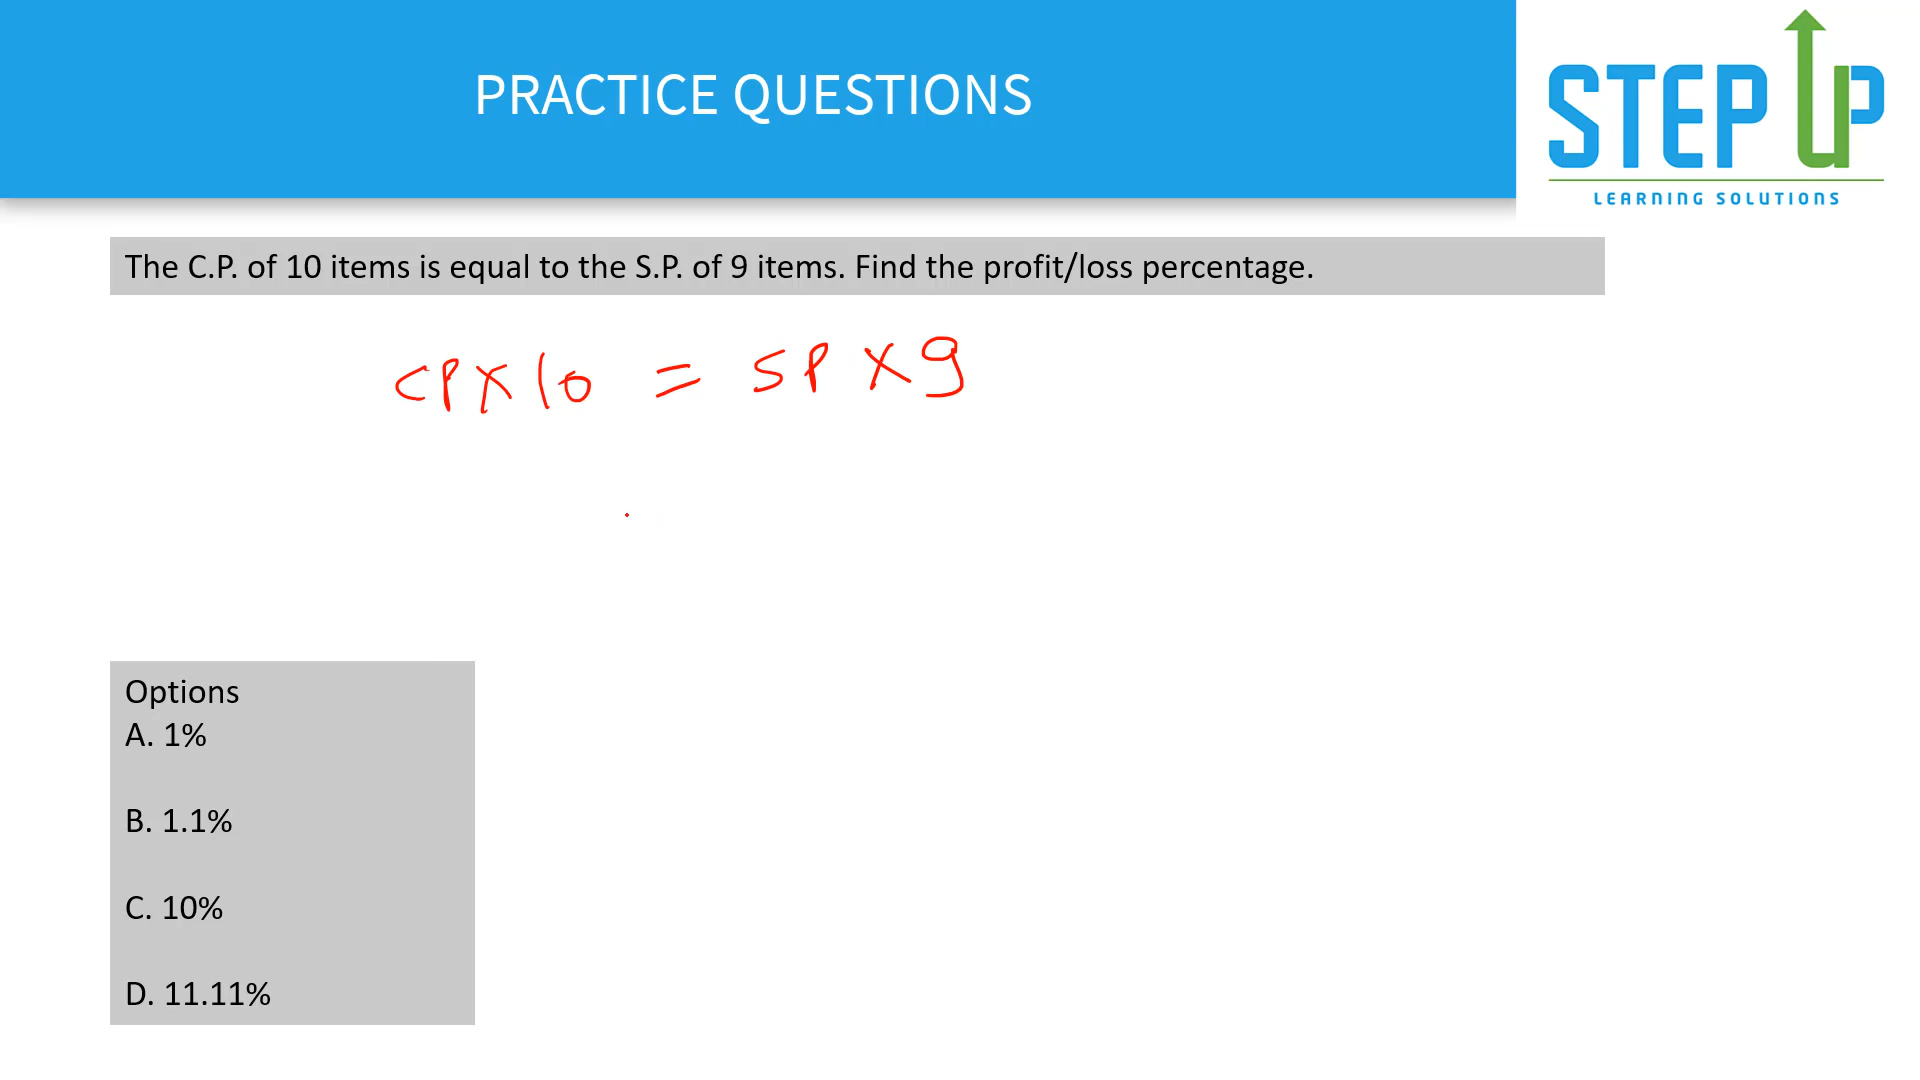 PRACTICE QUESTIONS
STEP UP
LEARNING SOLUTIONS
The C.P. of 10 items is equal to the S.P. of 9 items. Find the profit/loss percentage.
CP X 10 = SP X 9
Options
A. 1%
B. 1.1%
C. 10%
D. 11.11%